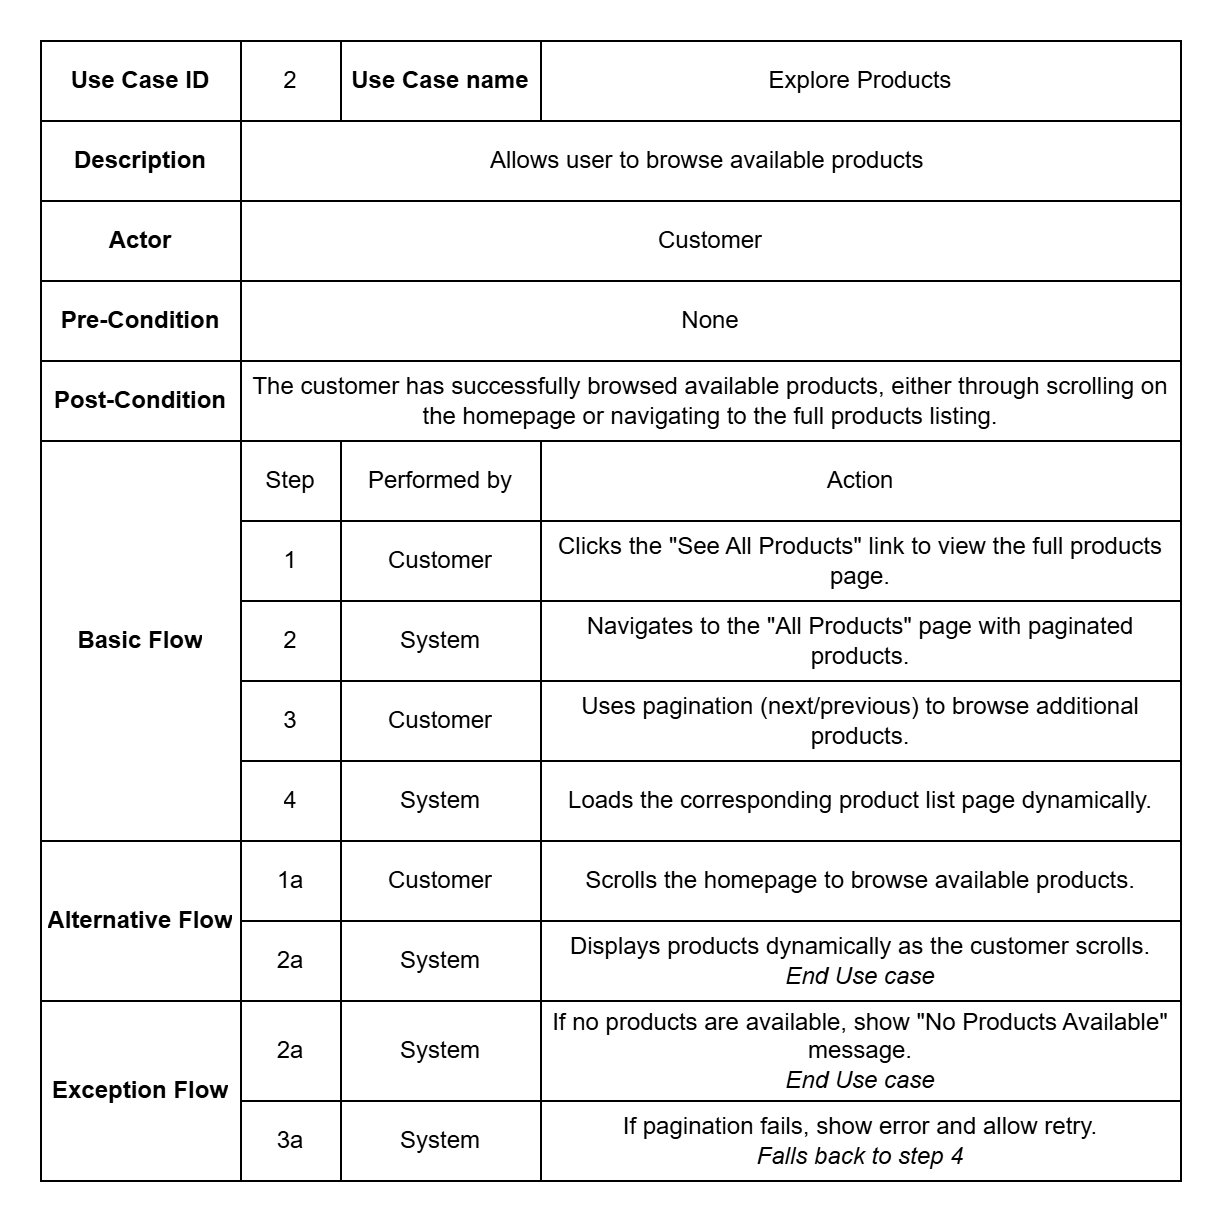 Use Case ID 2 Use Case name Explore Products
Description Allows user to browse available products
Actor Customer
Pre-Condition None
Post-Condition The customer has successfully browsed available products, either through scrolling on
the homepage or navigating to the full products listing.
Basic Flow
Step Performed by Action
1 Customer Clicks the "See All Products" link to view the full products
page.
2 System Navigates to the "All Products" page with paginated
products.
3 Customer Uses pagination (next/previous) to browse additional
products.
4 System Loads the corresponding product list page dynamically.
Alternative Flow
1a Customer Scrolls the homepage to browse available products.
2a System Displays products dynamically as the customer scrolls.
End Use case
Exception Flow
2a System If no products are available, show "No Products Available"
message.
End Use case
3a System If pagination fails, show error and allow retry.
Falls back to step 4